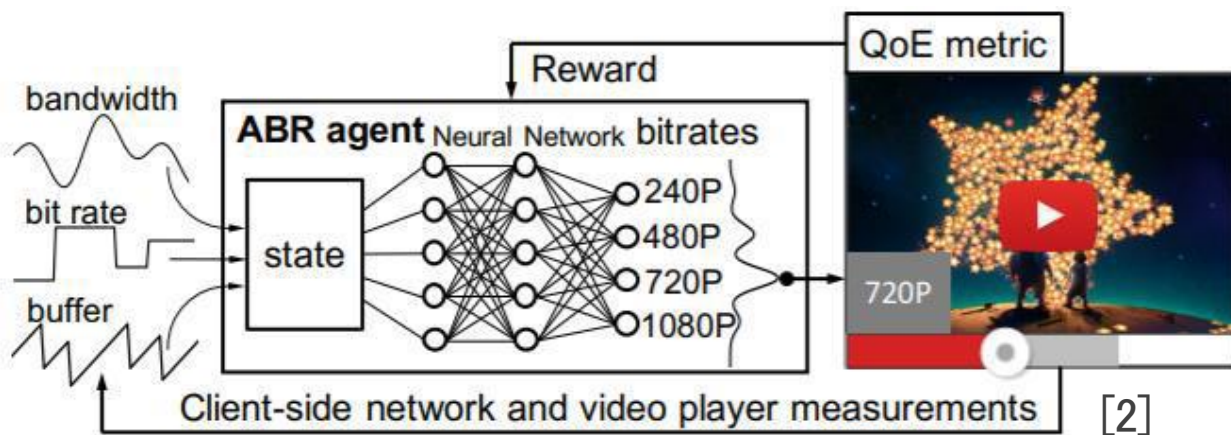 QoE metric
Reward
bandwidth
ABR agent Neural Network bitrates
240P
bit rate
480P
state
720P
720P
buffer
1080P
Client-side network and video player measurements
[2]